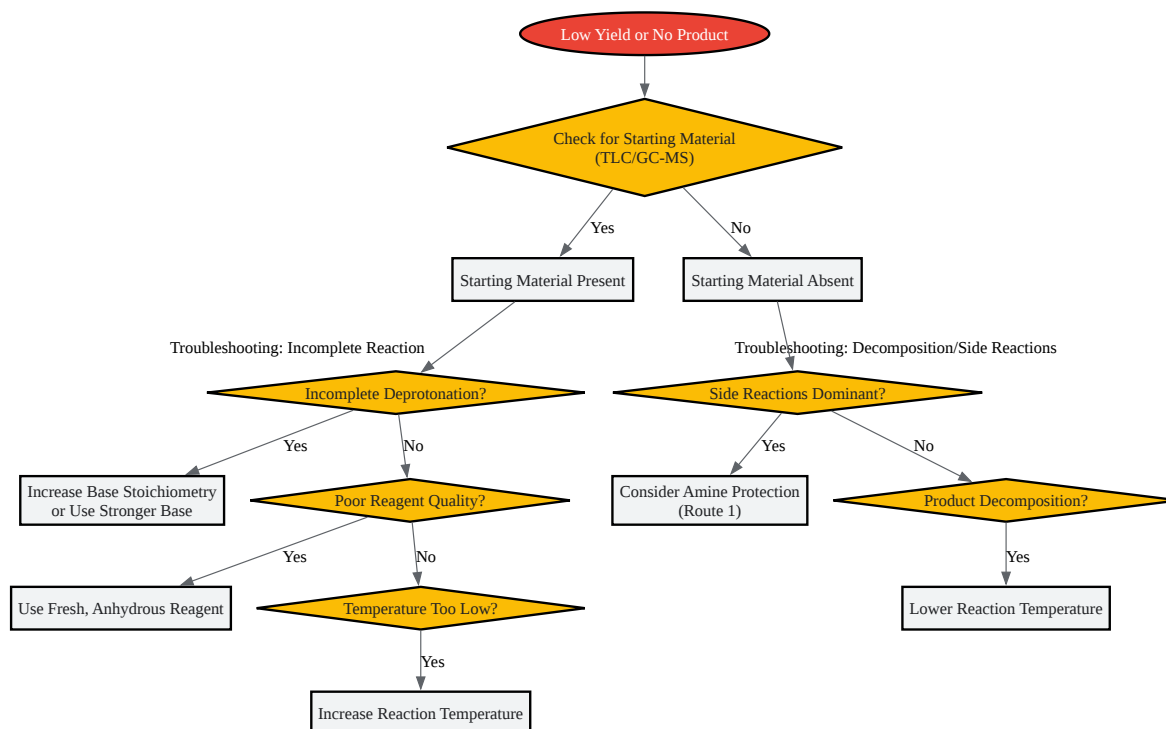 Low Yield or No Product
Check for Starting Material
(TLC/GC-MS)
Yes
No
Starting Material Present
Starting Material Absent
Troubleshooting: Incomplete Reaction
Troubleshooting: Decomposition/Side Reactions
Incomplete Deprotonation?
Side Reactions Dominant?
Yes
No
Yes
No
Increase Base Stoichiometry
or Use Stronger Base
Poor Reagent Quality?
Consider Amine Protection
(Route 1)
Product Decomposition?
Yes
No
Yes
Use Fresh, Anhydrous Reagent
Temperature Too Low?
Lower Reaction Temperature
Yes
Increase Reaction Temperature